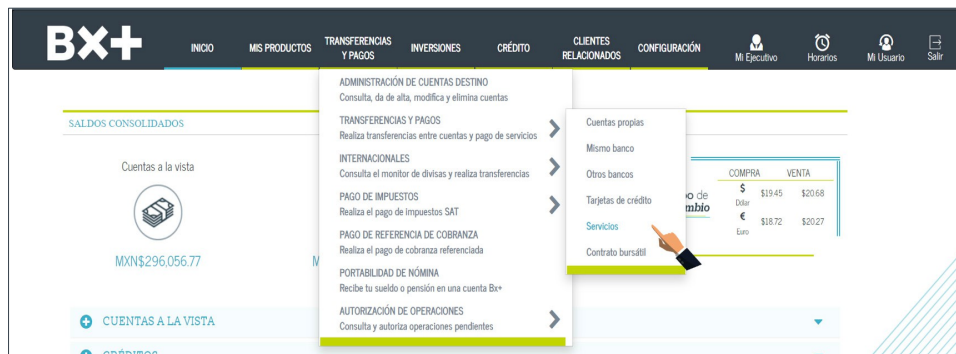 BX+
INICIO
MIS PRODUCTOS
TRANSFERENCIAS
Y PAGOS
INVERSIONES
CRÉDITO
CLIENTES
RELACIONADOS
CONFIGURACIÓN
Mi Ejecutivo
Horarios
Mi Usuario
Salir
ADMINISTRACIÓN DE CUENTAS DESTINO
Consulta, da de alta, modifica y elimina cuentas
TRANSFERENCIAS Y PAGOS
Realiza transferencias entre cuentas y pago de servicios
INTERNACIONALES
Consulta el monitor de divisas y realiza transferencias
PAGO DE IMPUESTOS
Realiza el pago de impuestos SAT
PAGO DE REFERENCIA DE COBRANZA
Realiza el pago de cobranza referenciada
PORTABILIDAD DE NÓMINA
Recibe tu sueldo o pensión en una cuenta Bx+
AUTORIZACIÓN DE OPERACIONES
Consulta y autoriza operaciones pendientes
Cuentas propias
Mismo banco
Otros bancos
Tarjetas de crédito
Servicios
Contrato bursátil
SALDOS CONSOLIDADOS
Cuentas a la vista
MXN$296,056.77
M
o de
mbio
COMPRA VENTA
$ $19.45 $20.68
Dólar
€ $18.72 $20.27
Euro
CUENTAS A LA VISTA
CRÉDITOS